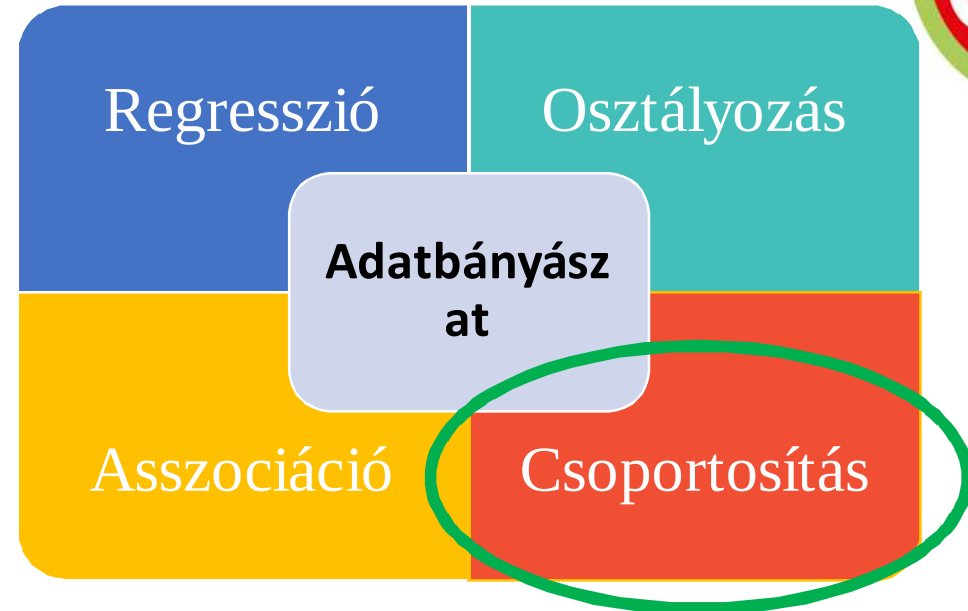 Regresszió
Osztályozás
Adatbányász
at
Asszociáció
Csoportosítás